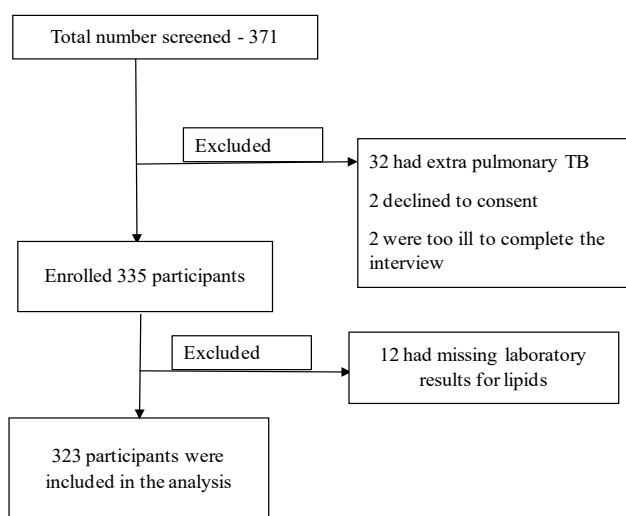 Total number screened - 371
Excluded
32 had extra pulmonary TB
2 declined to consent
2 were too ill to complete the
interview
Enrolled 335 participants
Excluded
12 had missing laboratory
results for lipids
323 participants were
included in the analysis